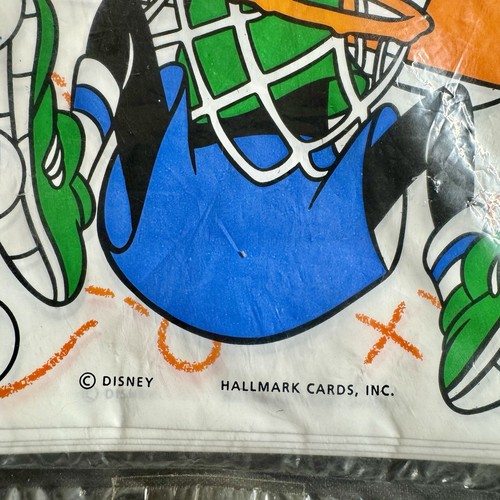 © DISNEY HALLMARK CARDS, INC.